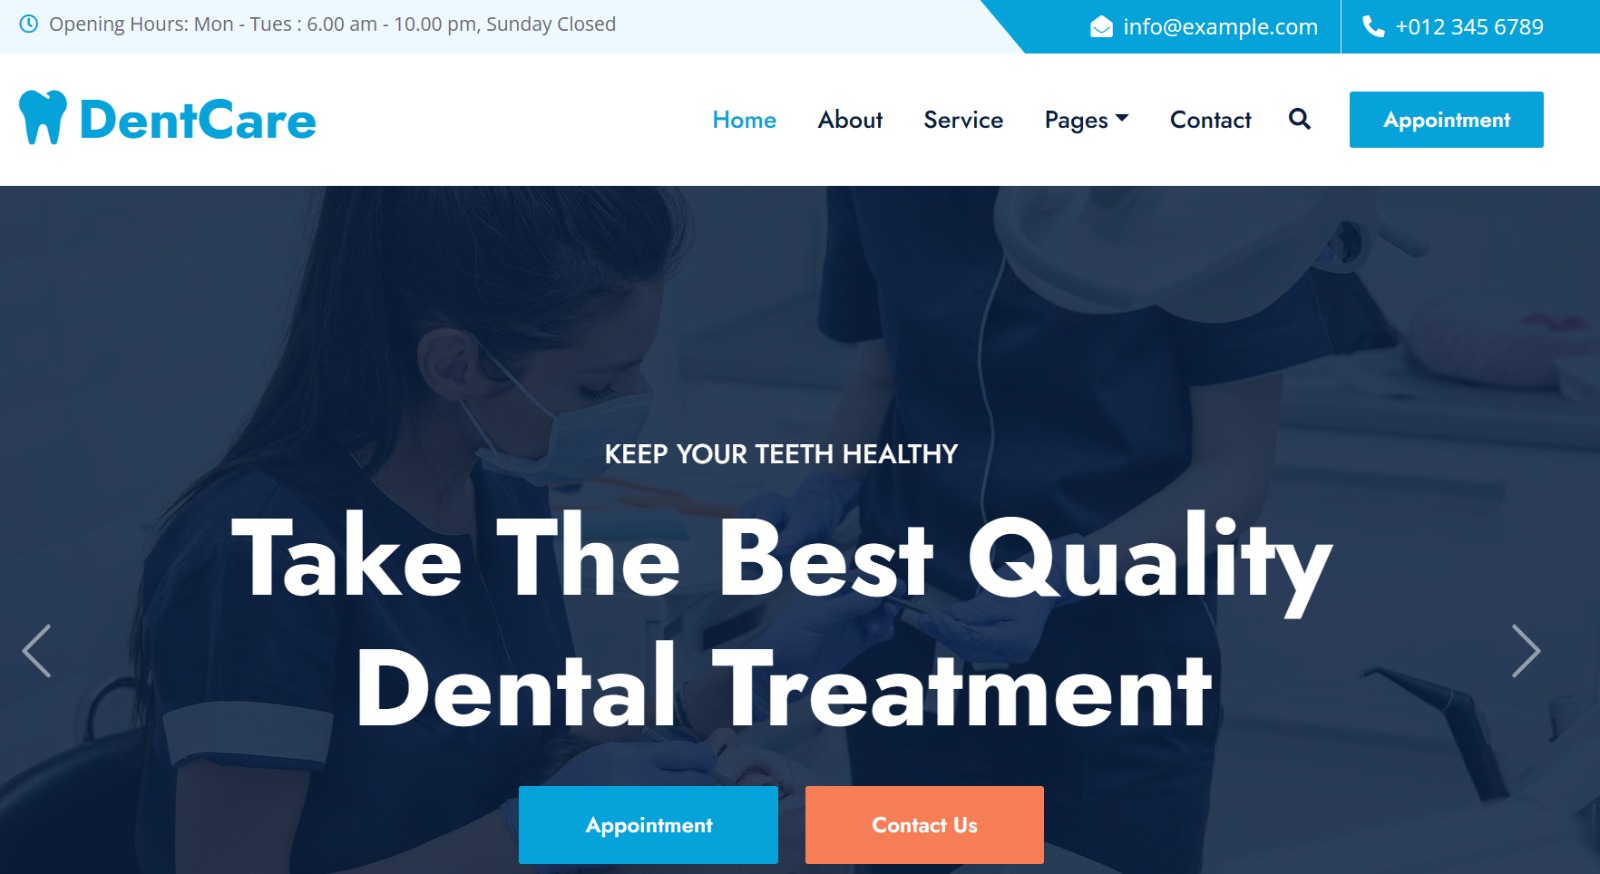 Opening Hours: Mon - Tues : 6.00 am - 10.00 pm, Sunday Closed
info@example.com
+012 345 6789
DentCare
Home
About
Service
Pages
Contact
Appointment
KEEP YOUR TEETH HEALTHY
Take The Best Quality
Dental Treatment
Appointment
Contact Us